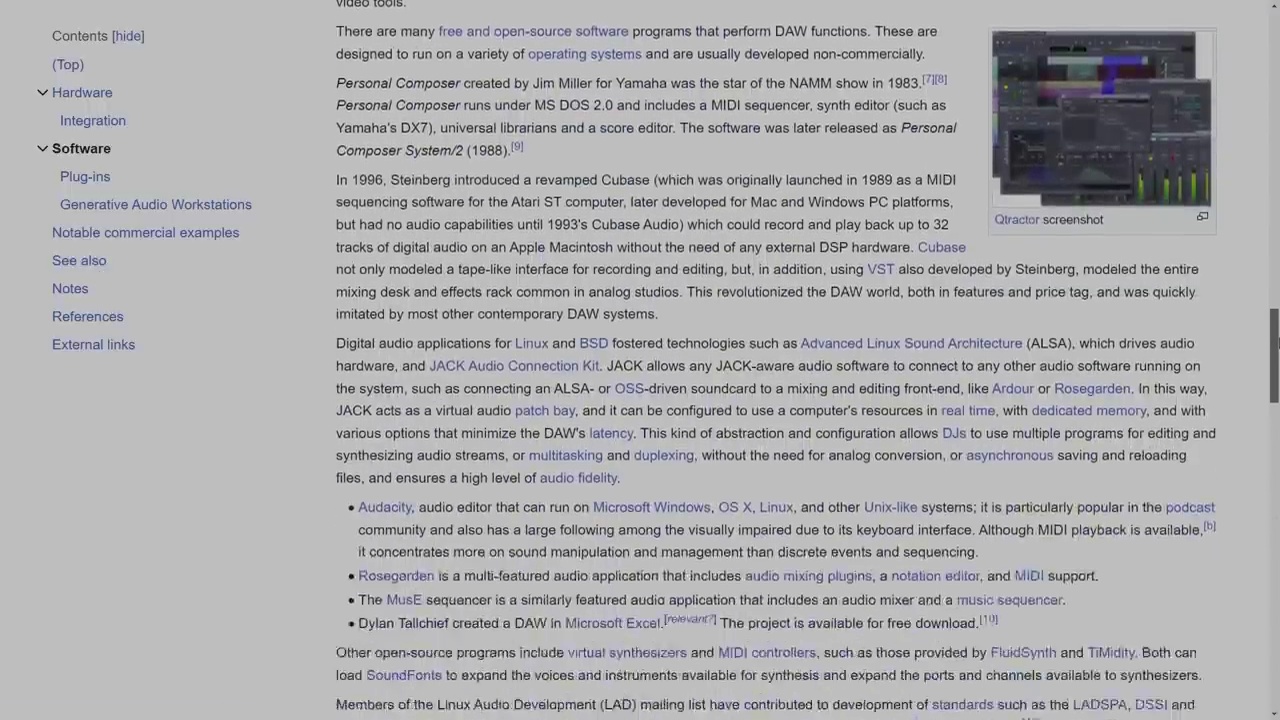 video tools.
Contents [hide]
(Top)
Hardware
Integration
Software
Plug-ins
Generative Audio Workstations
Notable commercial examples
See also
Notes
References
External links
There are many free and open-source software programs that perform DAW functions. These are
designed to run on a variety of operating systems and are usually developed non-commercially.
Personal Composer created by Jim Miller for Yamaha was the star of the NAMM show in 1983.[7][8]
Personal Composer runs under MS DOS 2.0 and includes a MIDI sequencer, synth editor (such as
Yamaha's DX7), universal librarians and a score editor. The software was later released as Personal
Composer System/2 (1988).[9]
In 1996, Steinberg introduced a revamped Cubase (which was originally launched in 1989 as a MIDI
sequencing software for the Atari ST computer, later developed for Mac and Windows PC platforms,
but had no audio capabilities until 1993's Cubase Audio) which could record and play back up to 32
tracks of digital audio on an Apple Macintosh without the need of any external DSP hardware. Cubase
not only modeled a tape-like interface for recording and editing, but, in addition, using VST also developed by Steinberg, modeled the entire
mixing desk and effects rack common in analog studios. This revolutionized the DAW world, both in features and price tag, and was quickly
imitated by most other contemporary DAW systems.
Qtractor screenshot
Digital audio applications for Linux and BSD fostered technologies such as Advanced Linux Sound Architecture (ALSA), which drives audio
hardware, and JACK Audio Connection Kit. JACK allows any JACK-aware audio software to connect to any other audio software running on
the system, such as connecting an ALSA- or OSS-driven soundcard to a mixing and editing front-end, like Ardour or Rosegarden. In this way,
JACK acts as a virtual audio patch bay, and it can be configured to use a computer's resources in real time, with dedicated memory, and with
various options that minimize the DAW's latency. This kind of abstraction and configuration allows DJs to use multiple programs for editing and
synthesizing audio streams, or multitasking and duplexing, without the need for analog conversion, or asynchronous saving and reloading
files, and ensures a high level of audio fidelity.
• Audacity, audio editor that can run on Microsoft Windows, OS X, Linux, and other Unix-like systems; it is particularly popular in the podcast
community and also has a large following among the visually impaired due to its keyboard interface. Although MIDI playback is available,[b]
it concentrates more on sound manipulation and management than discrete events and sequencing.
• Rosegarden is a multi-featured audio application that includes audio mixing plugins, a notation editor, and MIDI support.
• The MusE sequencer is a similarly featured audio application that includes an audio mixer and a music sequencer.
• Dylan Tallchief created a DAW in Microsoft Excel.[relevant?] The project is available for free download.[10]
Other open-source programs include virtual synthesizers and MIDI controllers, such as those provided by FluidSynth and TiMidity. Both can
load SoundFonts to expand the voices and instruments available for synthesis and expand the ports and channels available to synthesizers.
Members of the Linux Audio Development (LAD) mailing list have contributed to development of standards such as the LADSPA, DSSI and